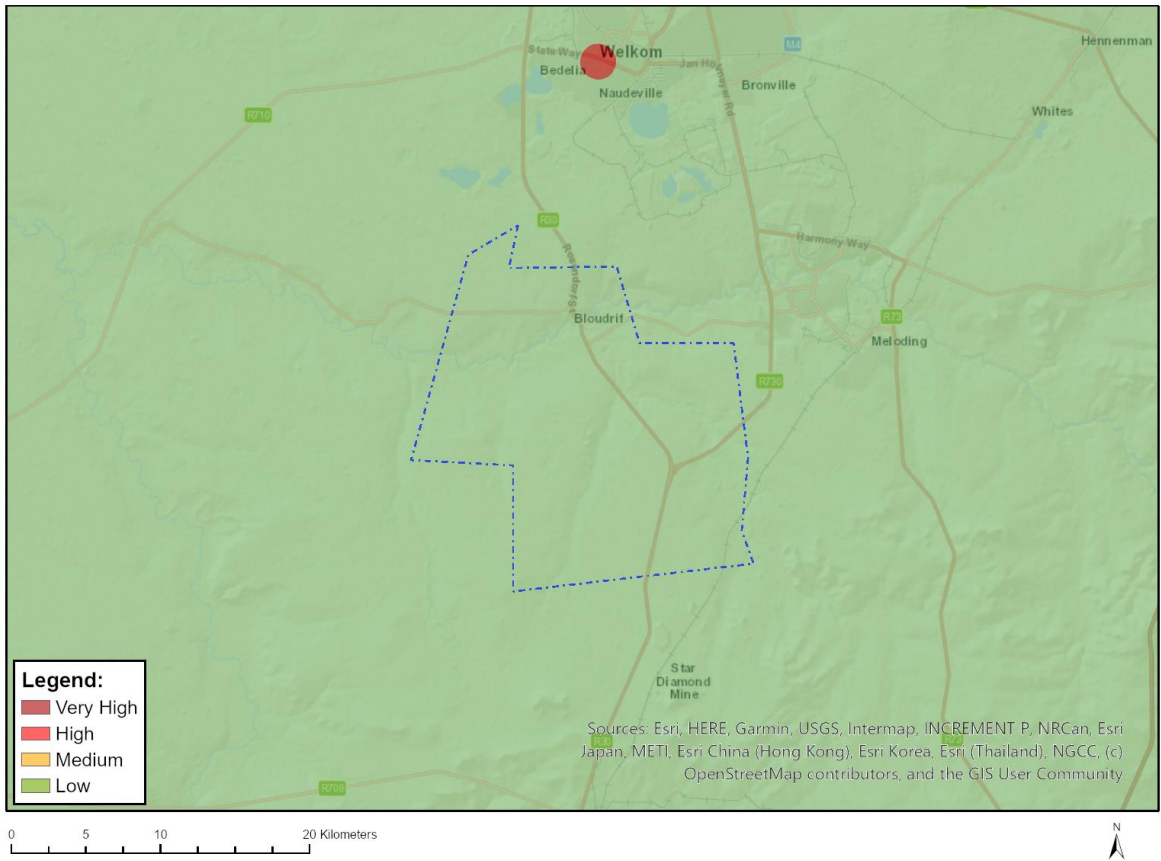 Hennenman
State Way
Welkom
M4
Bedelia
Jan Ho
meyer Rd
Naudeville
Bronville
R710
Whites
R30
Harmony Way
Bloudrif
R73
Meloding
R730
Star
Diamond
Mine
Legend:
Very High
High
Medium
Low
Sources: Esri, HERE, Garmin, USGS, Intermap, INCREMENT P, NRCan, Esri
Japan, METI, Esri China (Hong Kong), Esri Korea, Esri (Thailand), NGCC, (c)
OpenStreetMap contributors, and the GIS User Community
R30
R73
R708
0 5 10 20 Kilometers
N